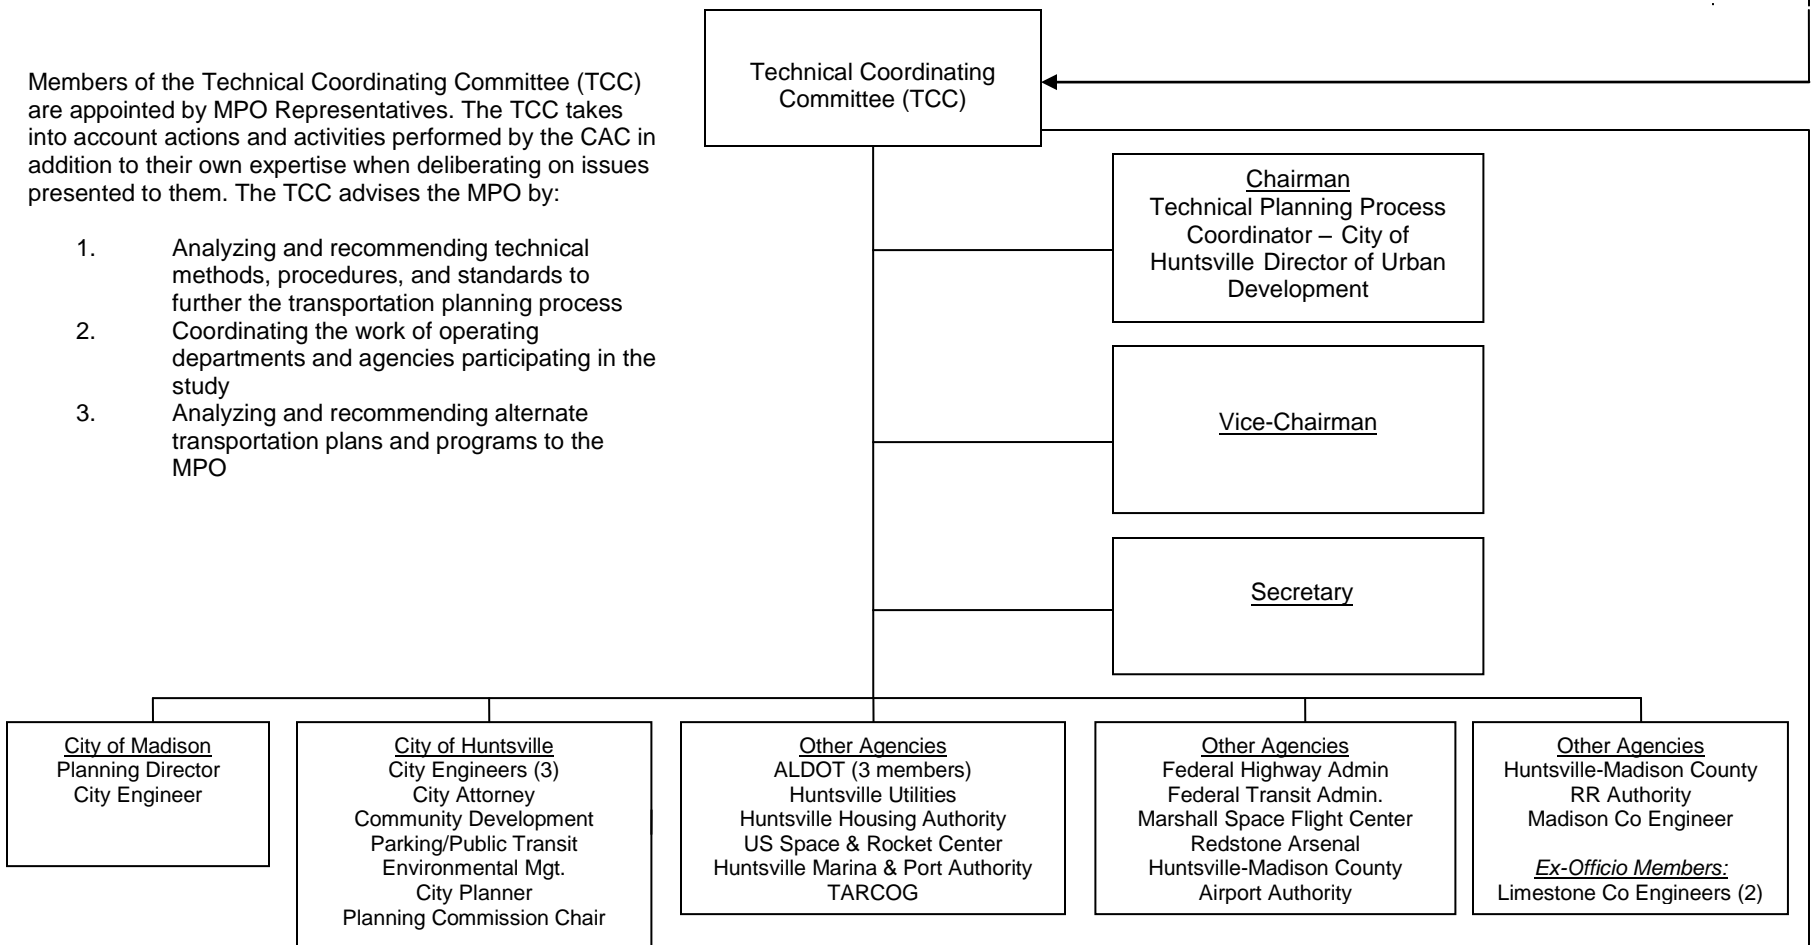 Members of the Technical Coordinating Committee (TCC)
are appointed by MPO Representatives. The TCC takes
into account actions and activities performed by the CAC in
addition to their own expertise when deliberating on issues
presented to them. The TCC advises the MPO by:
1. Analyzing and recommending technical
methods, procedures, and standards to
further the transportation planning process
2. Coordinating the work of operating
departments and agencies participating in the
study
3. Analyzing and recommending alternate
transportation plans and programs to the
MPO
Technical Coordinating
Committee (TCC)
Chairman
Technical Planning Process
Coordinator – City of
Huntsville Director of Urban
Development
Vice-Chairman
Secretary
City of Madison
Planning Director
City Engineer
City of Huntsville
City Engineers (3)
City Attorney
Community Development
Parking/Public Transit
Environmental Mgt.
City Planner
Planning Commission Chair
Other Agencies
ALDOT (3 members)
Huntsville Utilities
Huntsville Housing Authority
US Space & Rocket Center
Huntsville Marina & Port Authority
TARCOG
Other Agencies
Federal Highway Admin
Federal Transit Admin.
Marshall Space Flight Center
Redstone Arsenal
Huntsville-Madison County
Airport Authority
Other Agencies
Huntsville-Madison County
RR Authority
Madison Co Engineer
Ex-Officio Members:
Limestone Co Engineers (2)